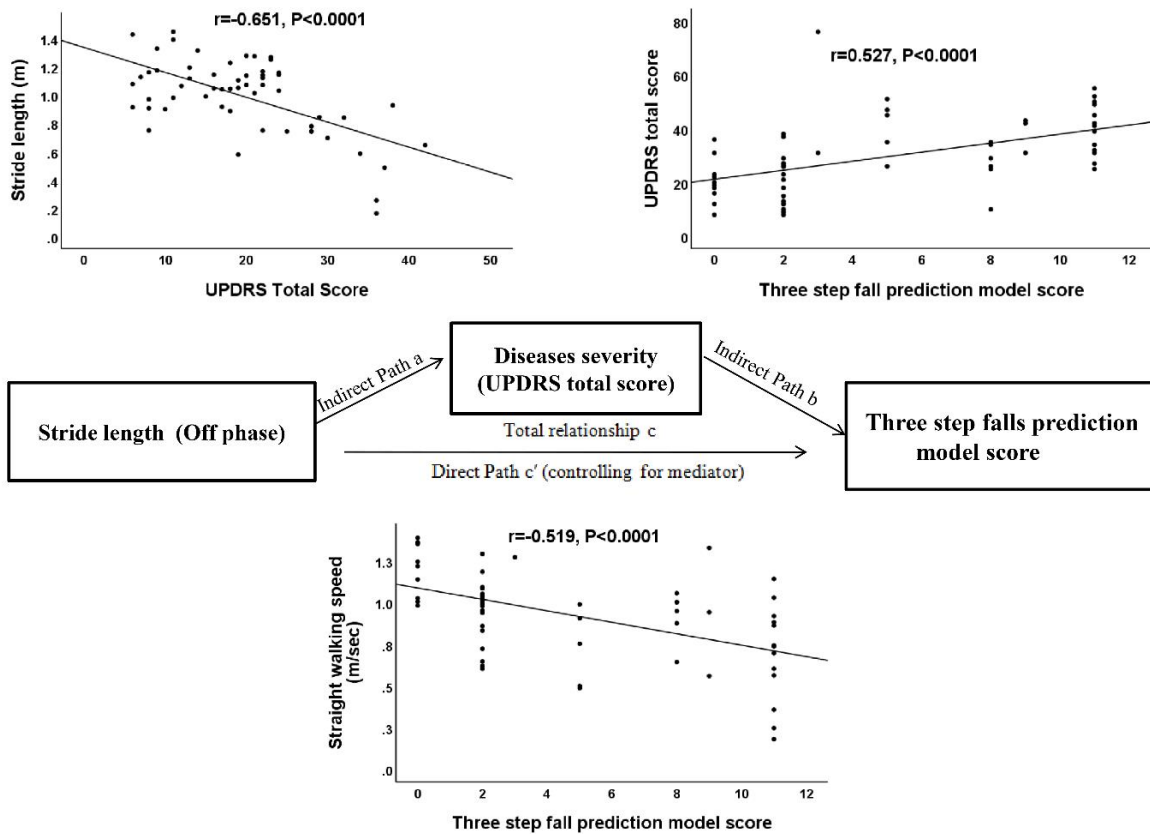 r=-0.651, P<0.0001
Stride length (m)
1.4
1.2
1.0
.8
.6
.4
.2
.0
0 10 20 30 40 50
UPDRS Total Score
r=0.527, P<0.0001
UPDRS total score
80
60
40
20
0
0 2 4 6 8 10 12
Three step fall prediction model score
Stride length (Off phase)
Indirect Path a
Diseases severity
(UPDRS total score)
Indirect Path b
Three step falls prediction
model score
Total relationship c
Direct Path c' (controlling for mediator)
r=-0.519, P<0.0001
Straight walking speed
(m/sec)
1.3
1.0
.8
.5
.3
.0
0 2 4 6 8 10 12
Three step fall prediction model score